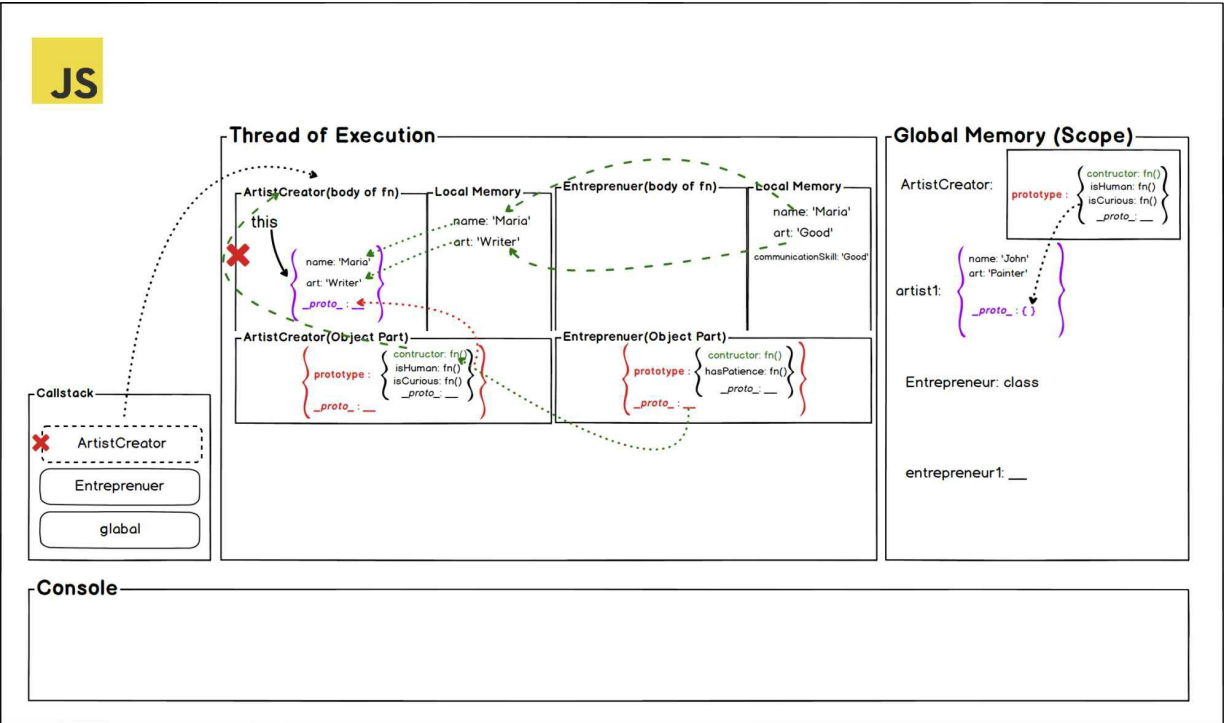 JS
Thread of Execution
Global Memory (Scope)
ArtistCreator(body of fn)
Local Memory
Entreprenuer(body of fn)
Local Memory
this
name: 'Maria'
art: 'Writer'
_proto_ : __
name: 'Maria'
art: 'Writer'
name: 'Maria'
art: 'Good'
communicationSkill: 'Good'
ArtistCreator(Object Part)
prototype :
contructor: fn()
isHuman: fn()
isCurious: fn()
_proto_: __
_proto_ : __
Entreprenuer(Object Part)
prototype :
contructor: fn()
hasPatience: fn()
_proto_: __
_proto_ : __
ArtistCreator:
prototype :
contructor: fn()
isHuman: fn()
isCurious: fn()
_proto_: __
artist1:
name: 'John'
art: 'Painter'
_proto_ : { }
Entrepreneur: class
entrepreneur1: __
Callstack
ArtistCreator
Entreprenuer
glabal
Console